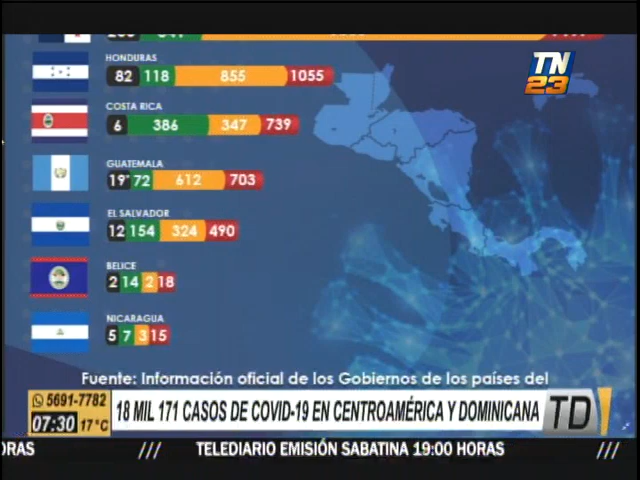 HONDURAS
82 118 855 1055
TN
23
COSTA RICA
6 386 347 739
GUATEMALA
19* 72 612 703
EL SALVADOR
12 154 324 490
BELICE
2 14 2 18
NICARAGUA
5 7 3 15
Fuente: Información oficial de los Gobiernos de los países del
5691-7782
07:30 17°C
18 MIL 171 CASOS DE COVID-19 EN CENTROAMÉRICA Y DOMINICANA
TD
ORAS /// TELEDIARIO EMISIÓN SABATINA 19:00 HORAS ///